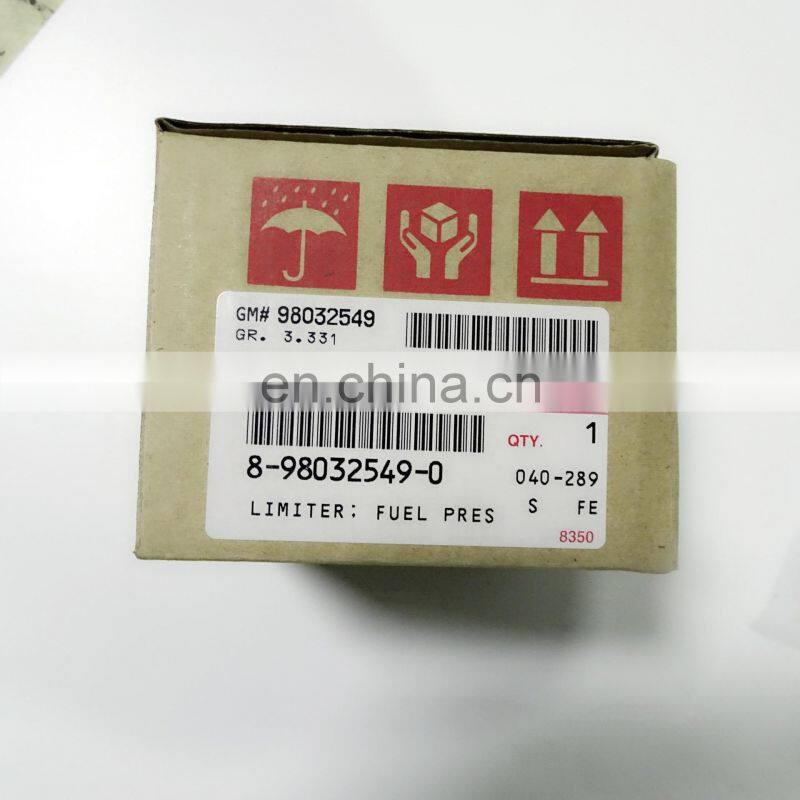 GM# 98032549
GR. 3.331
en.china.cn
QTY. 1
8-98032549-0
040-289
LIMITER; FUEL PRES
S FE
8350